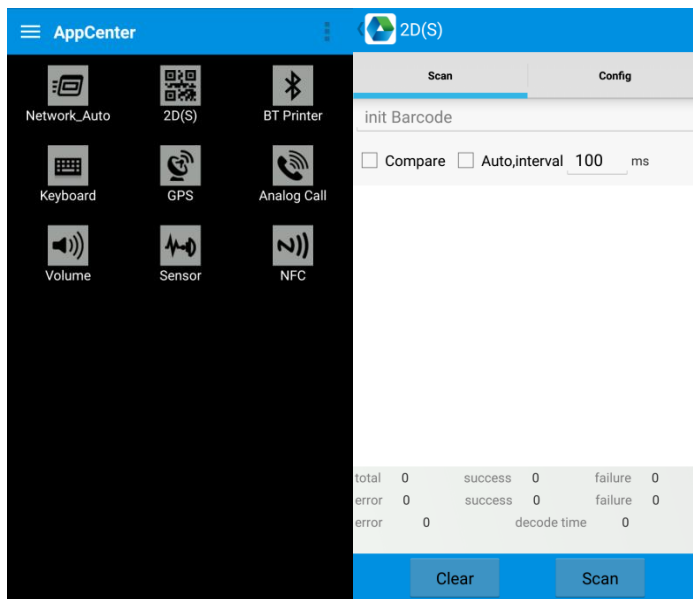 AppCenter
Network_Auto 2D(S) BT Printer
Keyboard GPS Analog Call
Volume Sensor NFC
2D(S)
Scan Config
init Barcode
Compare Auto,interval 100 ms
total 0 success 0 failure 0
error 0 success 0 failure 0
error 0 decode time 0
Clear Scan